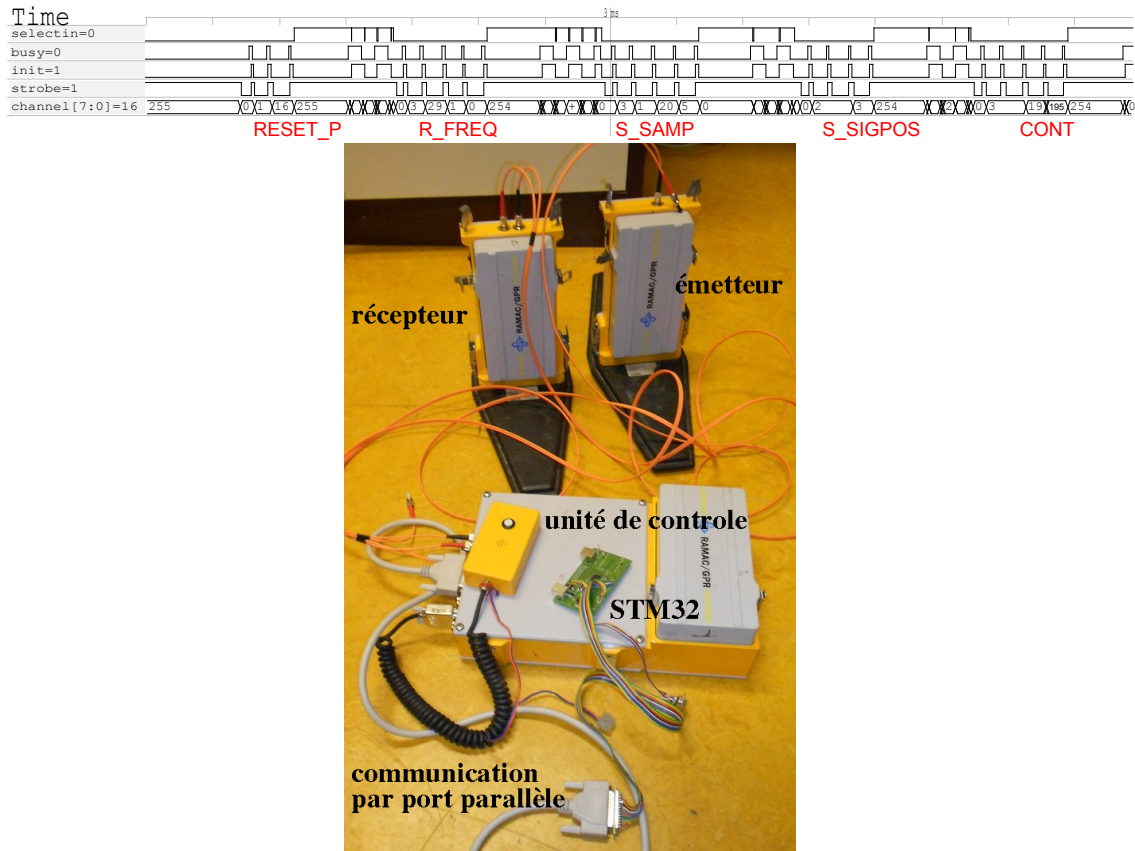 Time
3 ms
selectin=0
busy=0
init=1
strobe=1
channel[7:0]=16 255 0 1 16 255 0 3 29 1 0 254 + 0 3 1 20 5 0 0 2 3 254 2 0 3 19 195 254 0
RESET_P R_FREQ S_SAMP S_SIGPOS CONT
émetteur
RAMAC/GPR
récepteur
RAMAC/GPR
unité de controle
RAMAC/GPR
STM32
communication
par port parallèle